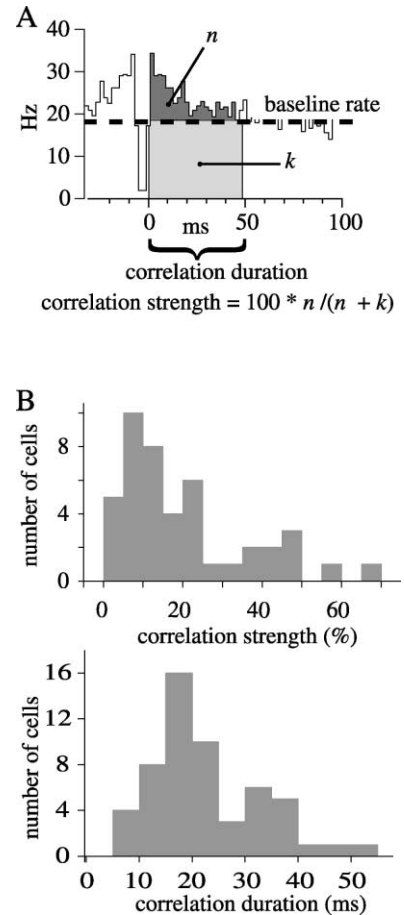 A
40
n
30
Hz
20
baseline rate
10
k
0
0
50
100
ms
correlation duration
correlation strength = 100 * n /(n + k)
B
8
number of cells
4
0
0 20 40 60
correlation strength (%)
16
12
number of cells
8
4
0
0 10 20 30 40 50
correlation duration (ms)